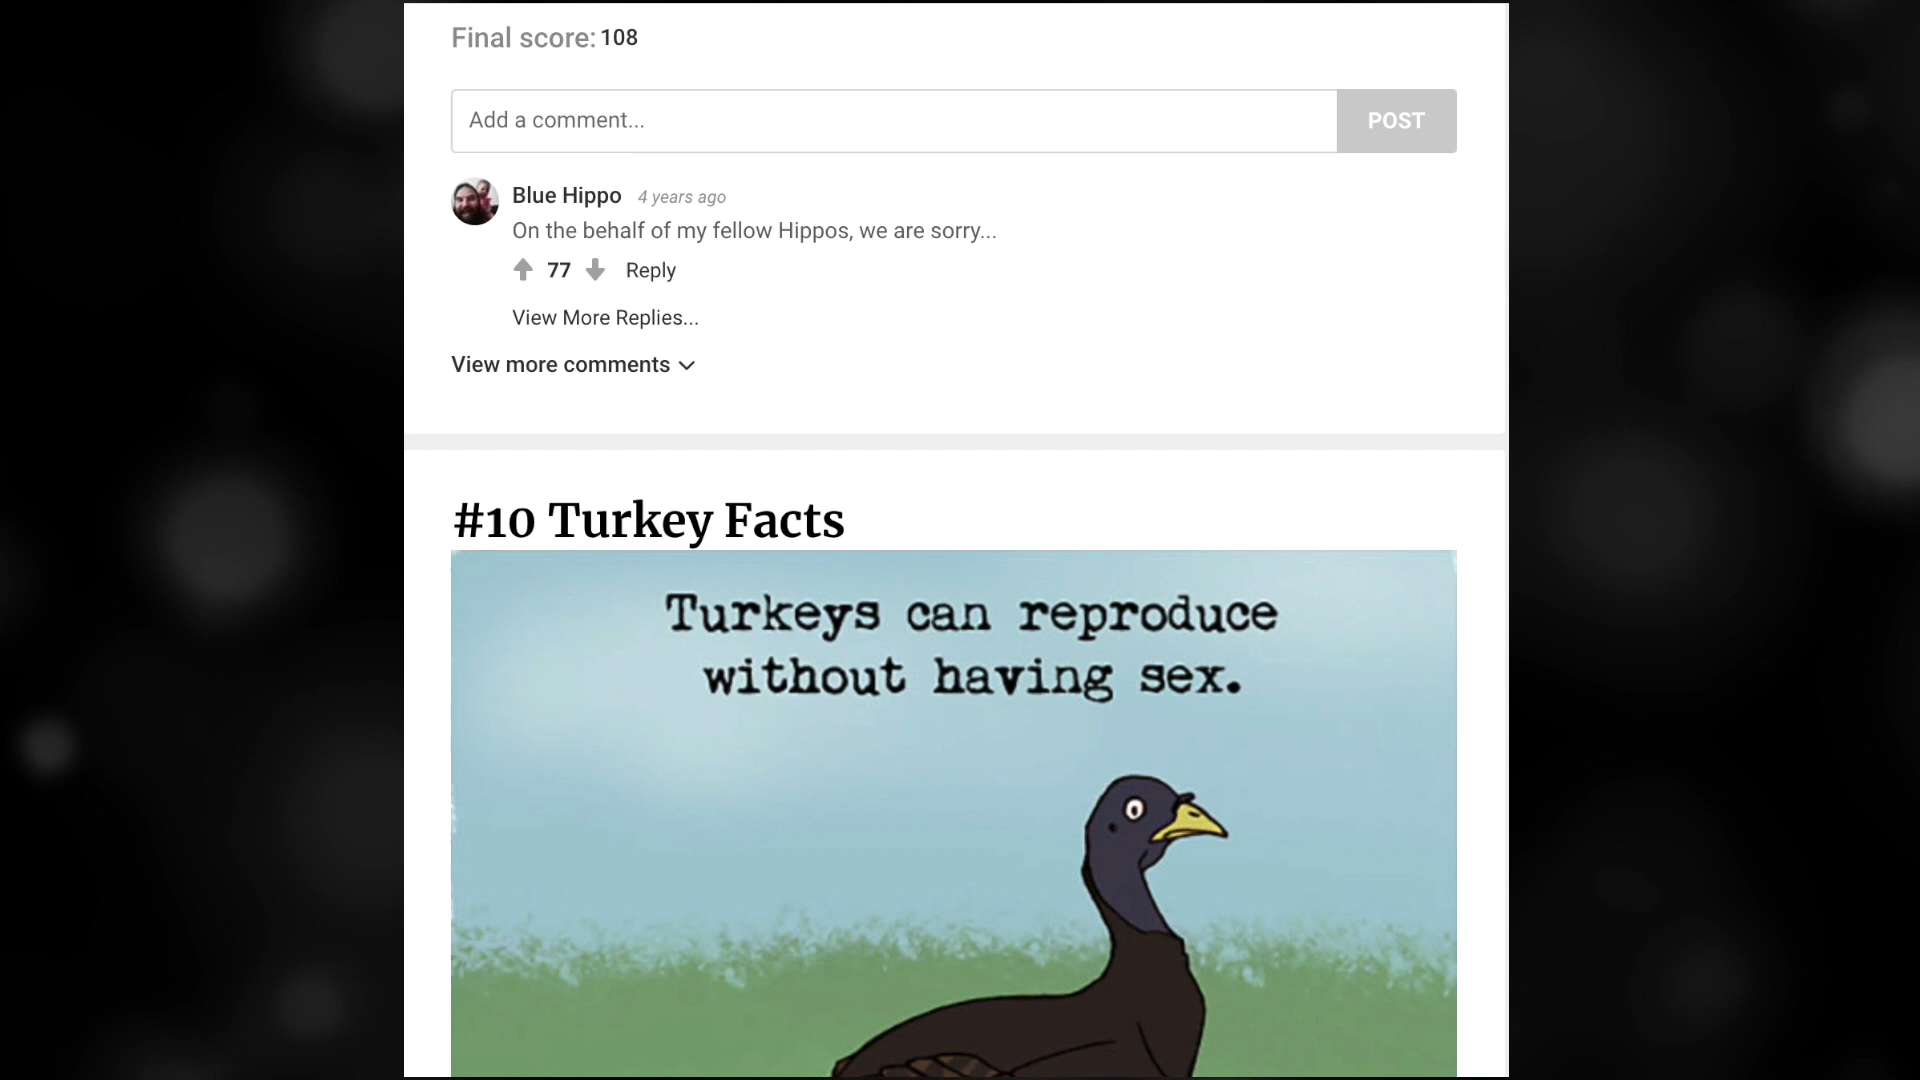 Final score: 108
Add a comment...
POST
Blue Hippo 4 years ago
On the behalf of my fellow Hippos, we are sorry...
77 Reply
View More Replies...
View more comments
#10 Turkey Facts
Turkeys can reproduce
without having sex.